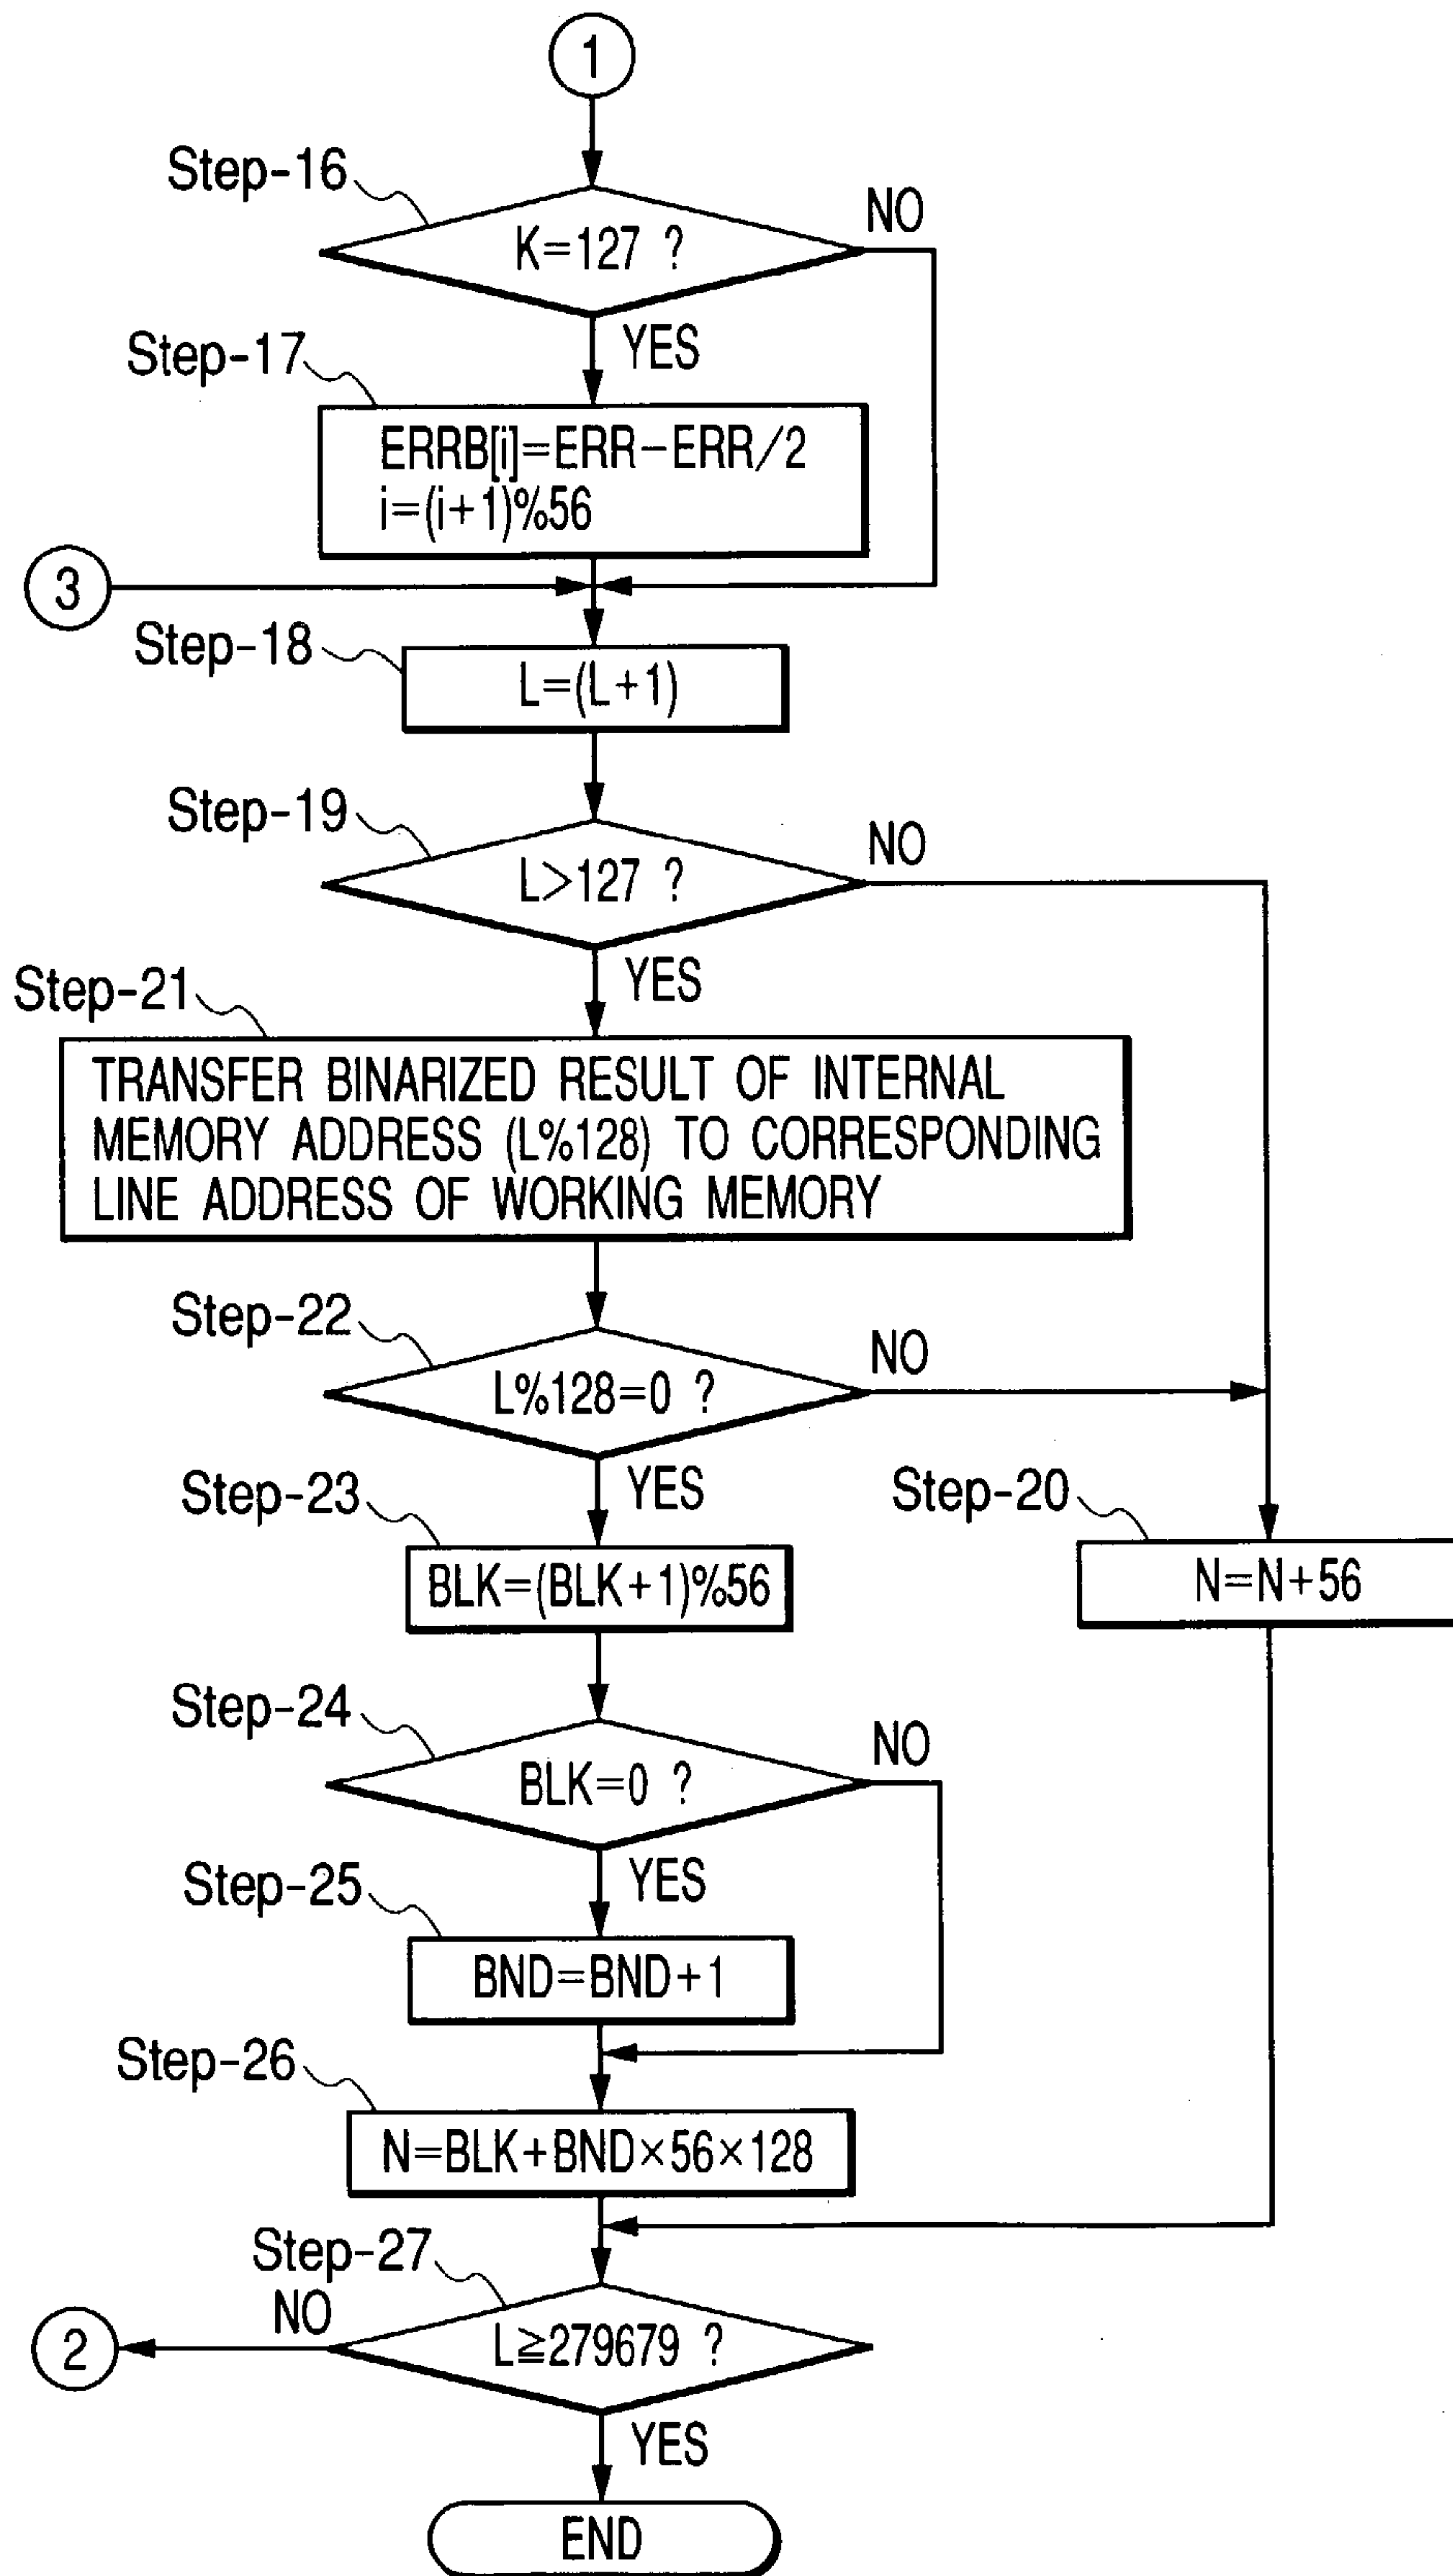 1
Step-16
K=127 ?
NO
YES
Step-17
ERRB[i]=ERR-ERR/2
i=(i+1)%56
3
Step-18
L=(L+1)
Step-19
L>127 ?
NO
YES
Step-21
TRANSFER BINARIZED RESULT OF INTERNAL
MEMORY ADDRESS (L%128) TO CORRESPONDING
LINE ADDRESS OF WORKING MEMORY
Step-22
L%128=0 ?
NO
YES
Step-23
BLK=(BLK+1)%56
Step-20
N=N+56
Step-24
BLK=0 ?
NO
YES
Step-25
BND=BND+1
Step-26
N=BLK+BND×56×128
Step-27
L≧279679 ?
NO
2
YES
END